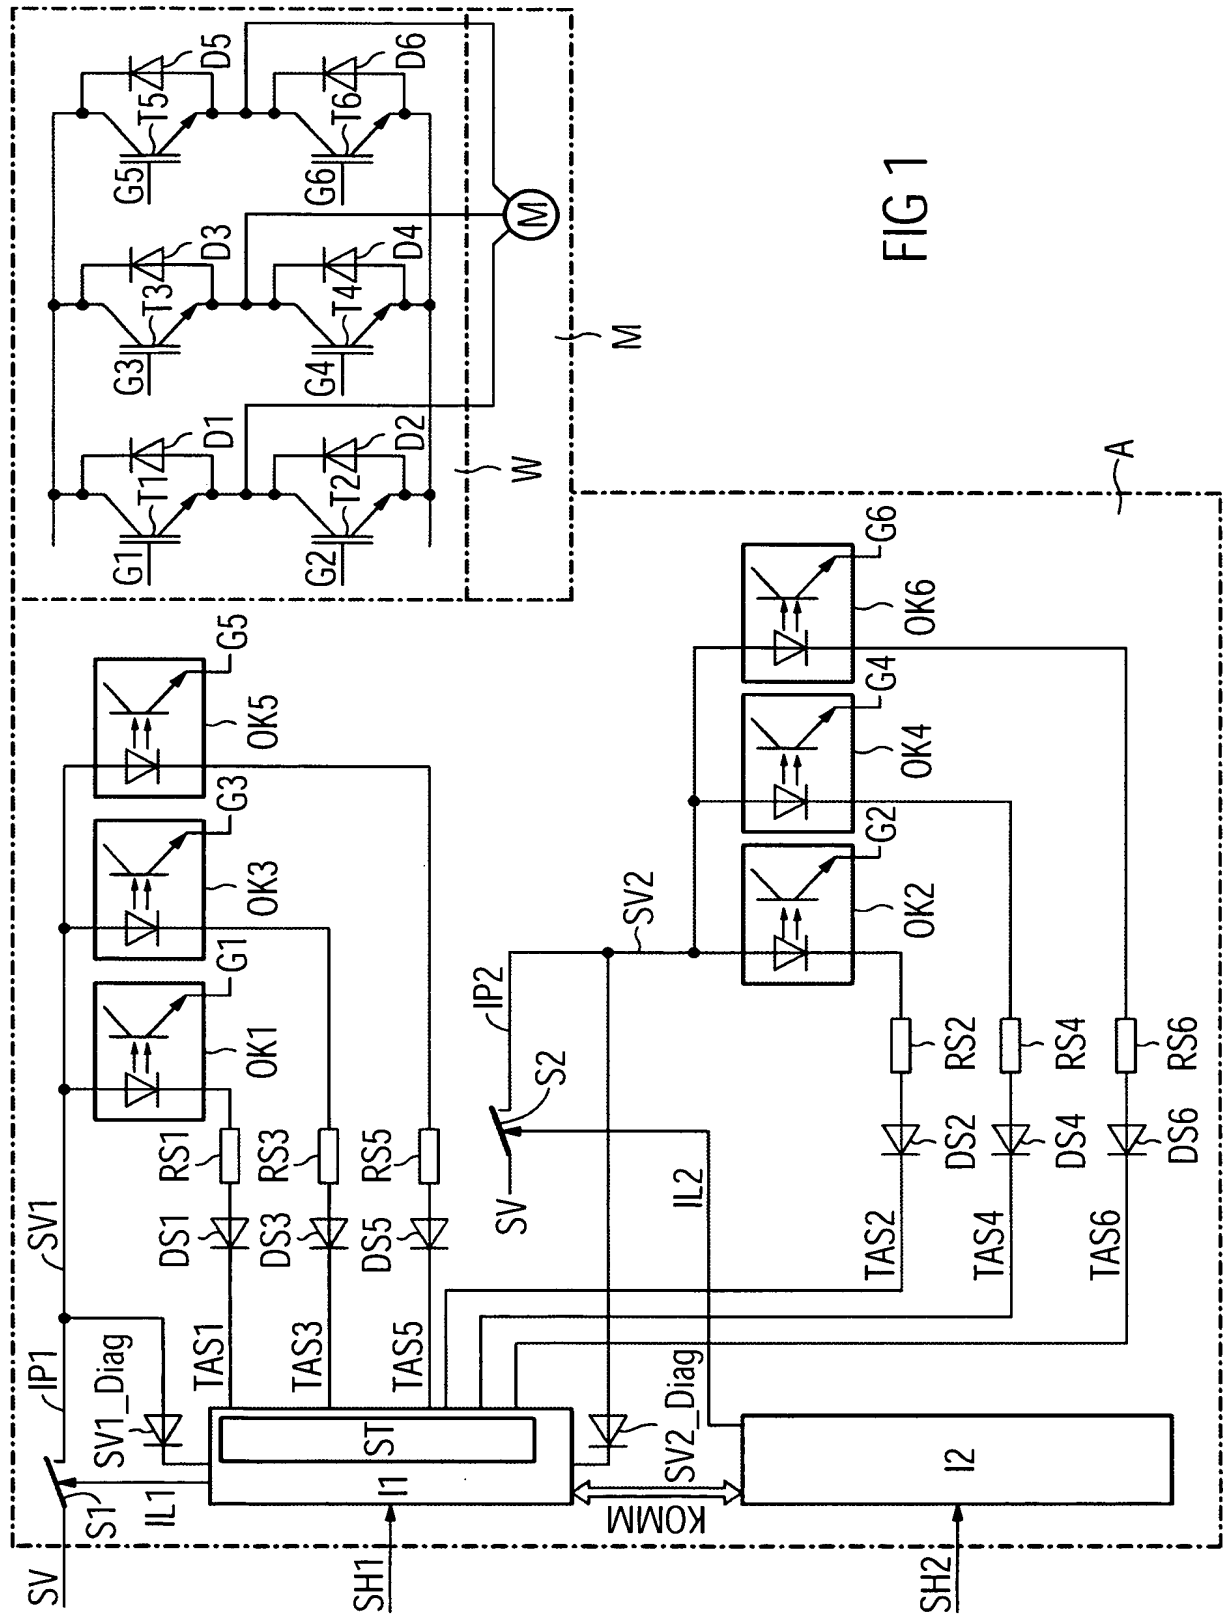 SV
S1
IP1
SV1
SV1_Diag
IL1
SH1
I1
ST
KOMM
SH2
I2
TAS1
TAS3
TAS5
DS1
DS3
DS5
RS1
RS3
RS5
OK1
OK3
OK5
G1
G3
G5
SV
S2
IP2
SV2
IL2
SV2_Diag
TAS2
TAS4
TAS6
DS2
DS4
DS6
RS2
RS4
RS6
OK2
OK4
OK6
G2
G4
G6
A
G1
T1
D1
G3
T3
D3
G5
T5
D5
G2
T2
D2
G4
T4
D4
G6
T6
D6
W
M
M
FIG 1